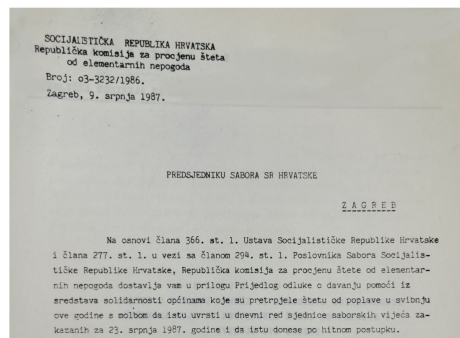 SOCIJALISTIČKA REPUBLIKA HRVATSKA
Republička komisija za procjenu šteta
od elementarnih nepogoda
Broj: o3-3232/1986.
Zagreb, 9. srpnja 1987.
PREDSJEDNIKU SABORA SR HRVATSKE
ZAGREB
Na osnovi člana 366. st. 1. Ustava Socijalističke Republike Hrvatske
i člana 277. st. 1. u vezi sa članom 294. st. 1. Poslovnika Sabora Socijalis-
tičke Republike Hrvatske, Republička komisija za procjenu štete od elementar-
nih nepogoda dostavlja vam u prilogu Prijedlog odluke o davanju pomoći iz
sredstava solidarnosti općinama koje su pretrpjele štetu od poplave u svibnju
ove godine s molbom da istu uvrsti u dnevni red sjednice saborskih vijeća za-
kazanih za 23. srpnja 1987. godine i da istu donese po hitnom postupku.